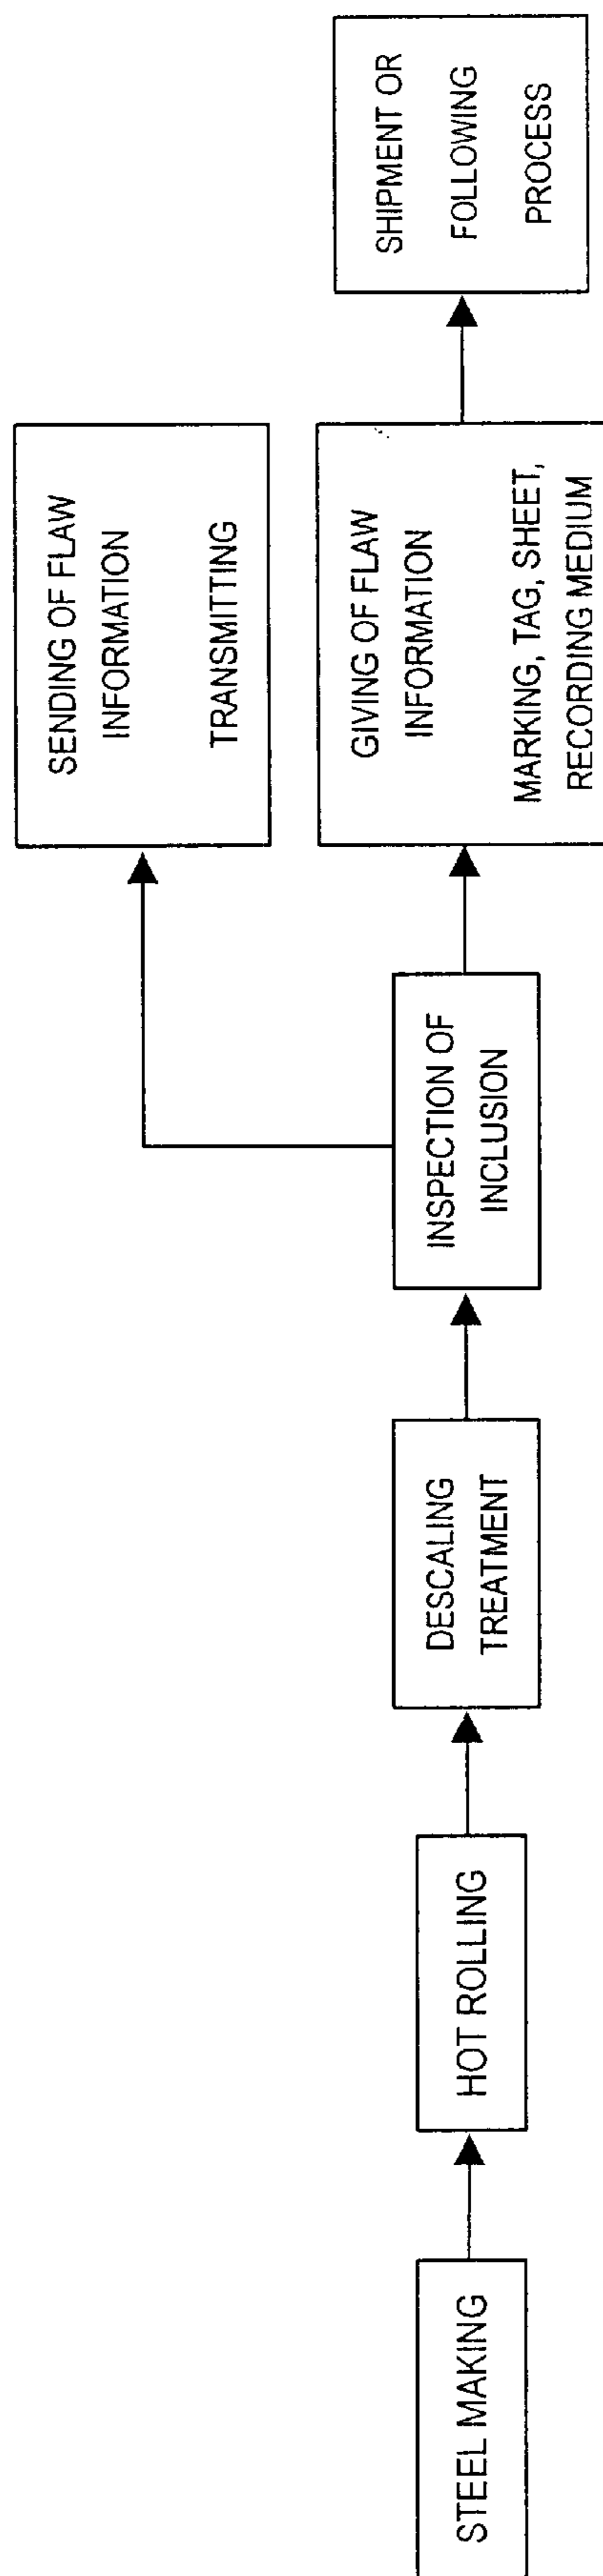 STEEL MAKING
HOT ROLLING
DESCALING
TREATMENT
INSPECTION OF
INCLUSION
SENDING OF FLAW
INFORMATION
TRANSMITTING
GIVING OF FLAW
INFORMATION
MARKING, TAG, SHEET,
RECORDING MEDIUM
SHIPMENT OR
FOLLOWING
PROCESS